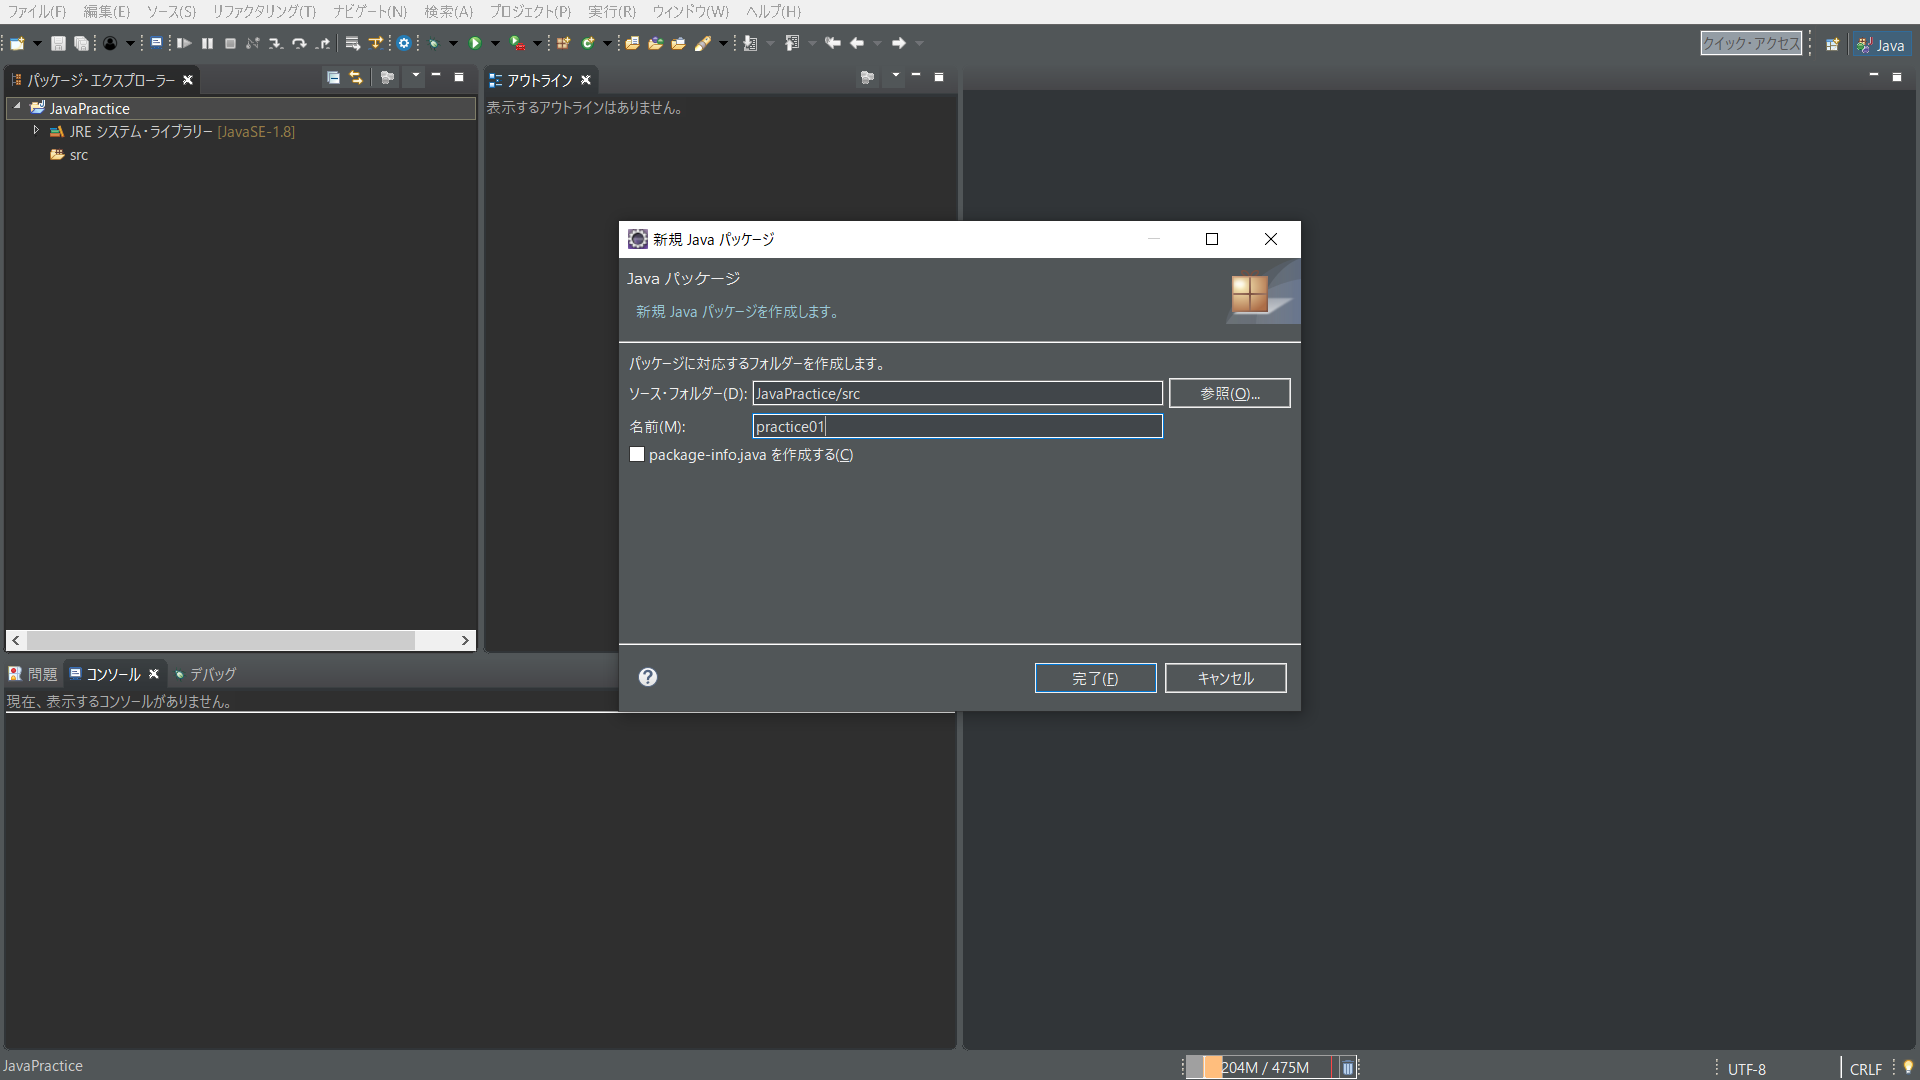 ファイル(F) 編集(E) ソース(S) リファクタリング(T) ナビゲート(N) 検索(A) プロジェクト(P) 実行(R) ウィンドウ(W) ヘルプ(H)
クイック・アクセス
Java
パッケージ・エクスプローラー
アウトライン
JavaPractice
表示するアウトラインはありません。
JRE システム・ライブラリー [JavaSE-1.8]
src
新規 Java パッケージ
Java パッケージ
新規 Java パッケージを作成します。
パッケージに対応するフォルダーを作成します。
ソース・フォルダー(D): JavaPractice/src 参照(O)...
名前(M): practice01
package-info.java を作成する(C)
完了(F) キャンセル
問題 コンソール デバッグ
現在、表示するコンソールがありません。
JavaPractice 204M / 475M UTF-8 CRLF